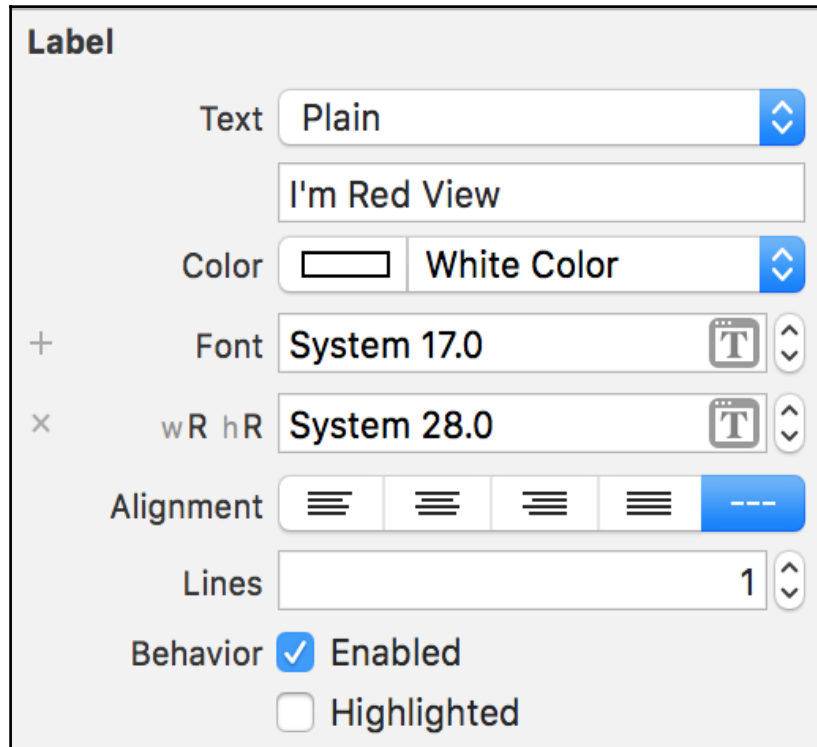 Label
Text Plain
I'm Red View
Color White Color
+ Font System 17.0 T
× wR hR System 28.0 T
Alignment ---
Lines 1
Behavior Enabled
Highlighted